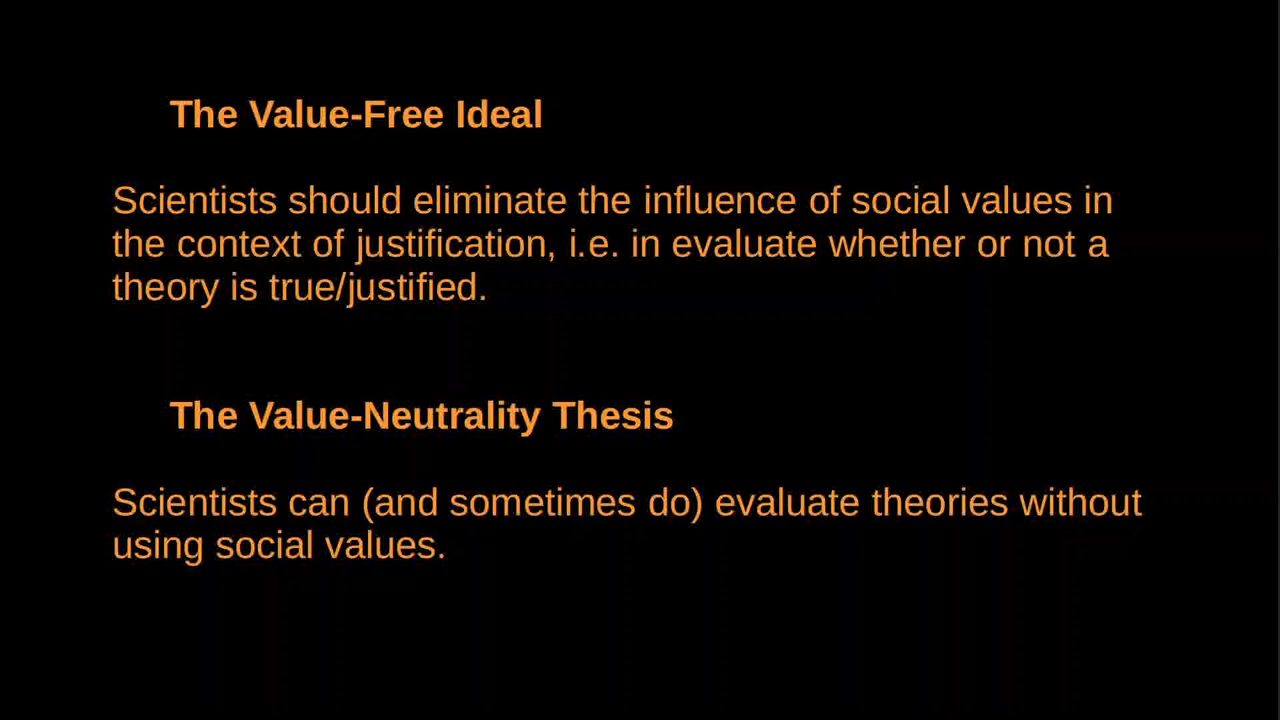 The Value-Free Ideal
Scientists should eliminate the influence of social values in
the context of justification, i.e. in evaluate whether or not a
theory is true/justified.
The Value-Neutrality Thesis
Scientists can (and sometimes do) evaluate theories without
using social values.